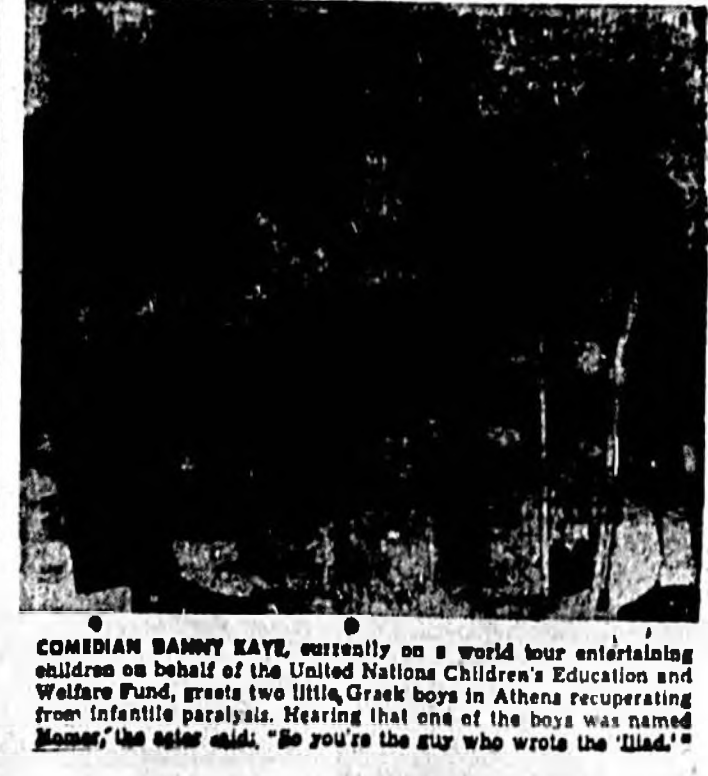 COMEDIAN DANNY KAYE, currently on a world tour entertaining
children on behalf of the United Nations Children's Education and
Welfare Fund, greets two little Greek boys in Athens recuperating
from infantile paralysis. Hearing that one of the boys was named
Homer, the said: "So you're the guy who wrote the 'Iliad.'"